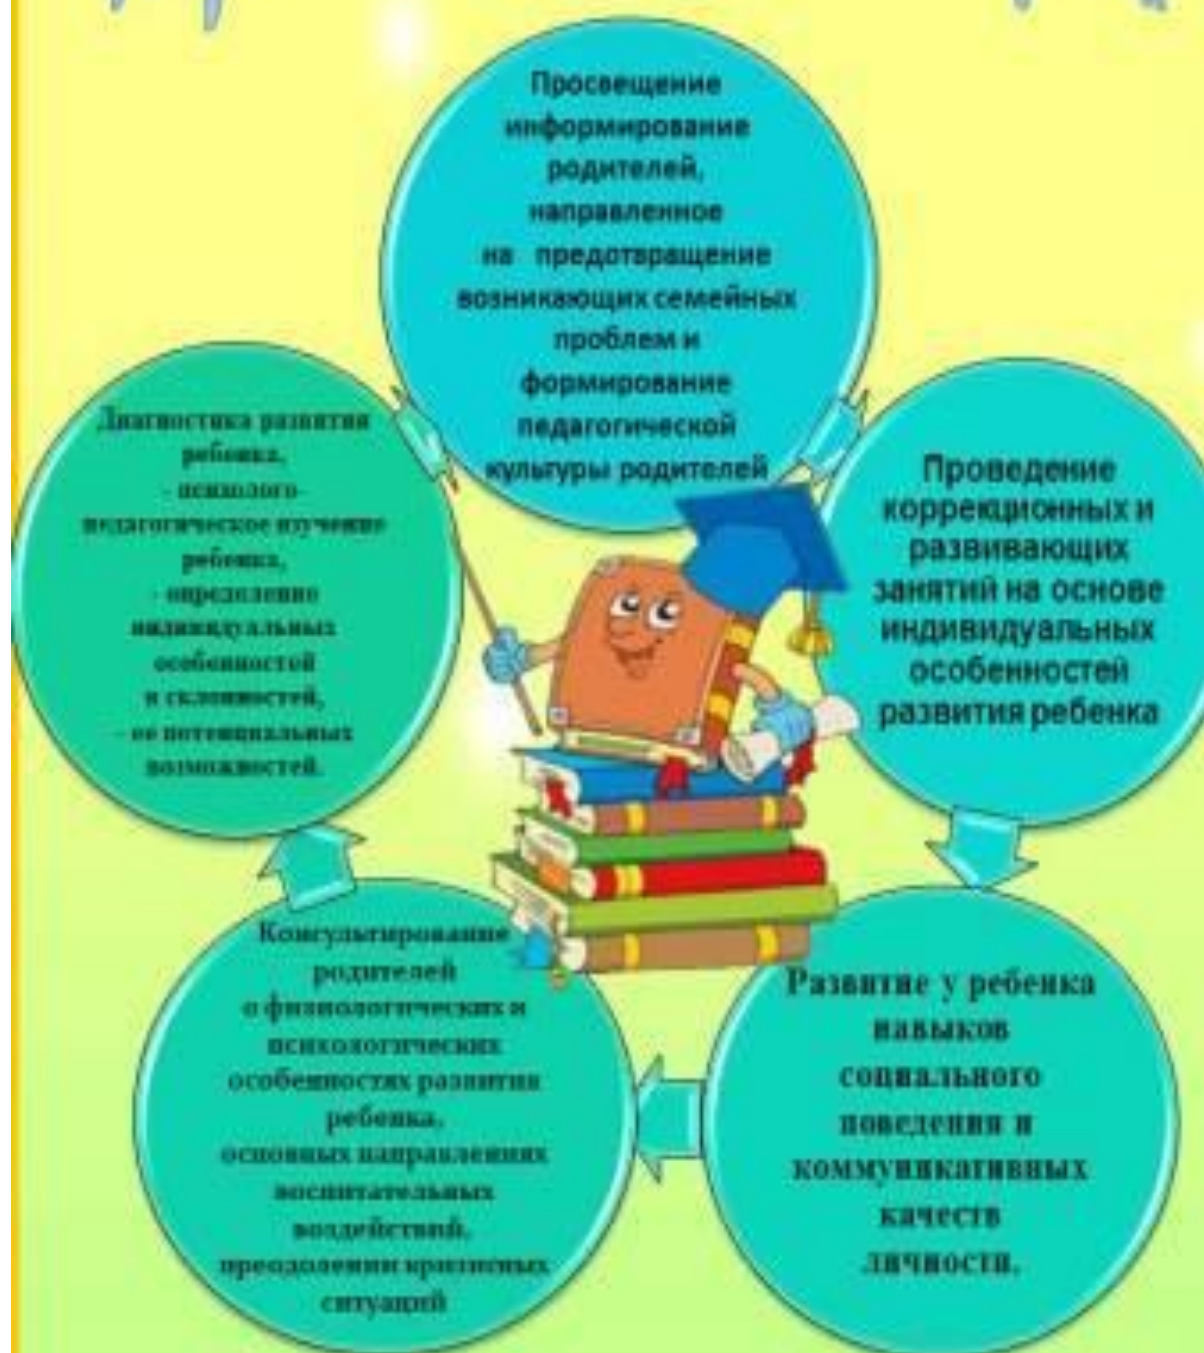 Просвещение
информирование
родителей,
направленное
на предотвращение
возникающих семейных
проблем и
формирование
педагогической
культуры родителей
Проведение
коррекционных и
развивающих
занятий на основе
индивидуальных
особенностей
развития ребенка
Развитие у ребенка
навыков
социального
поведения и
коммуникативных
качеств
личности.
Консультирование
родителей
о физиологических и
психологических
особенностях развития
ребенка,
основных направлениях
воспитательных
воздействий,
преодолении кризисных
ситуаций
Диагностика развития
ребенка,
- психолого-
педагогическое изучение
ребенка,
- определение
индивидуальных
особенностей
и склонностей,
- ее потенциальных
возможностей.